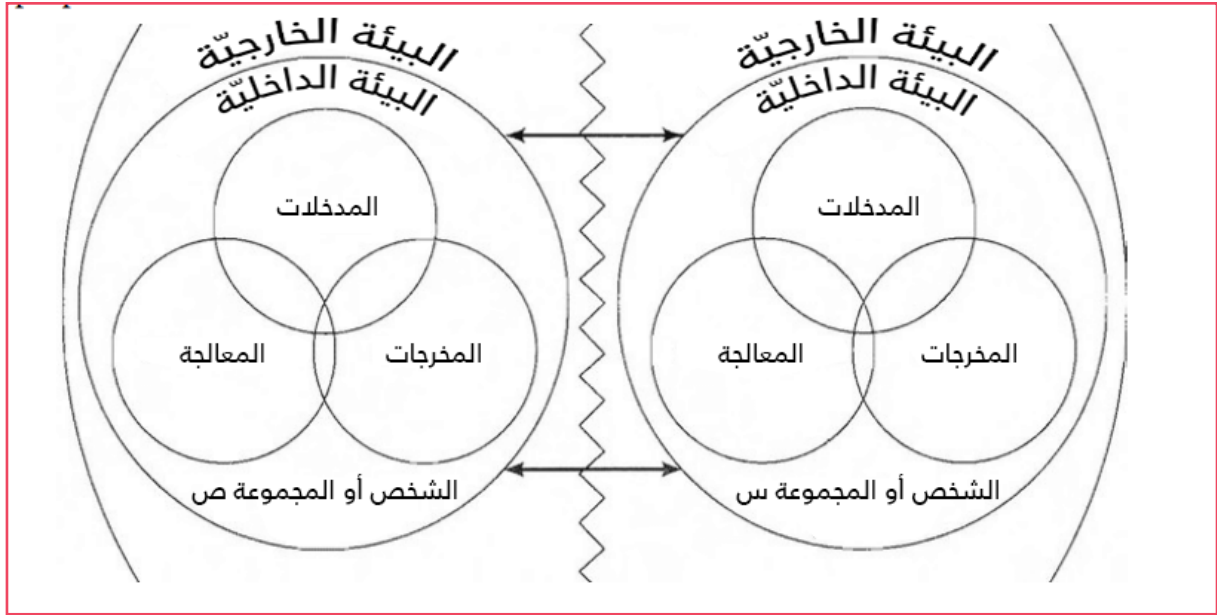 البيئة الخارجيّة
البيئة الداخليّة
المدخلات
المعالجة
المخرجات
الشخص أو المجموعة س
البيئة الخارجيّة
البيئة الداخليّة
المدخلات
المعالجة
المخرجات
الشخص أو المجموعة ص